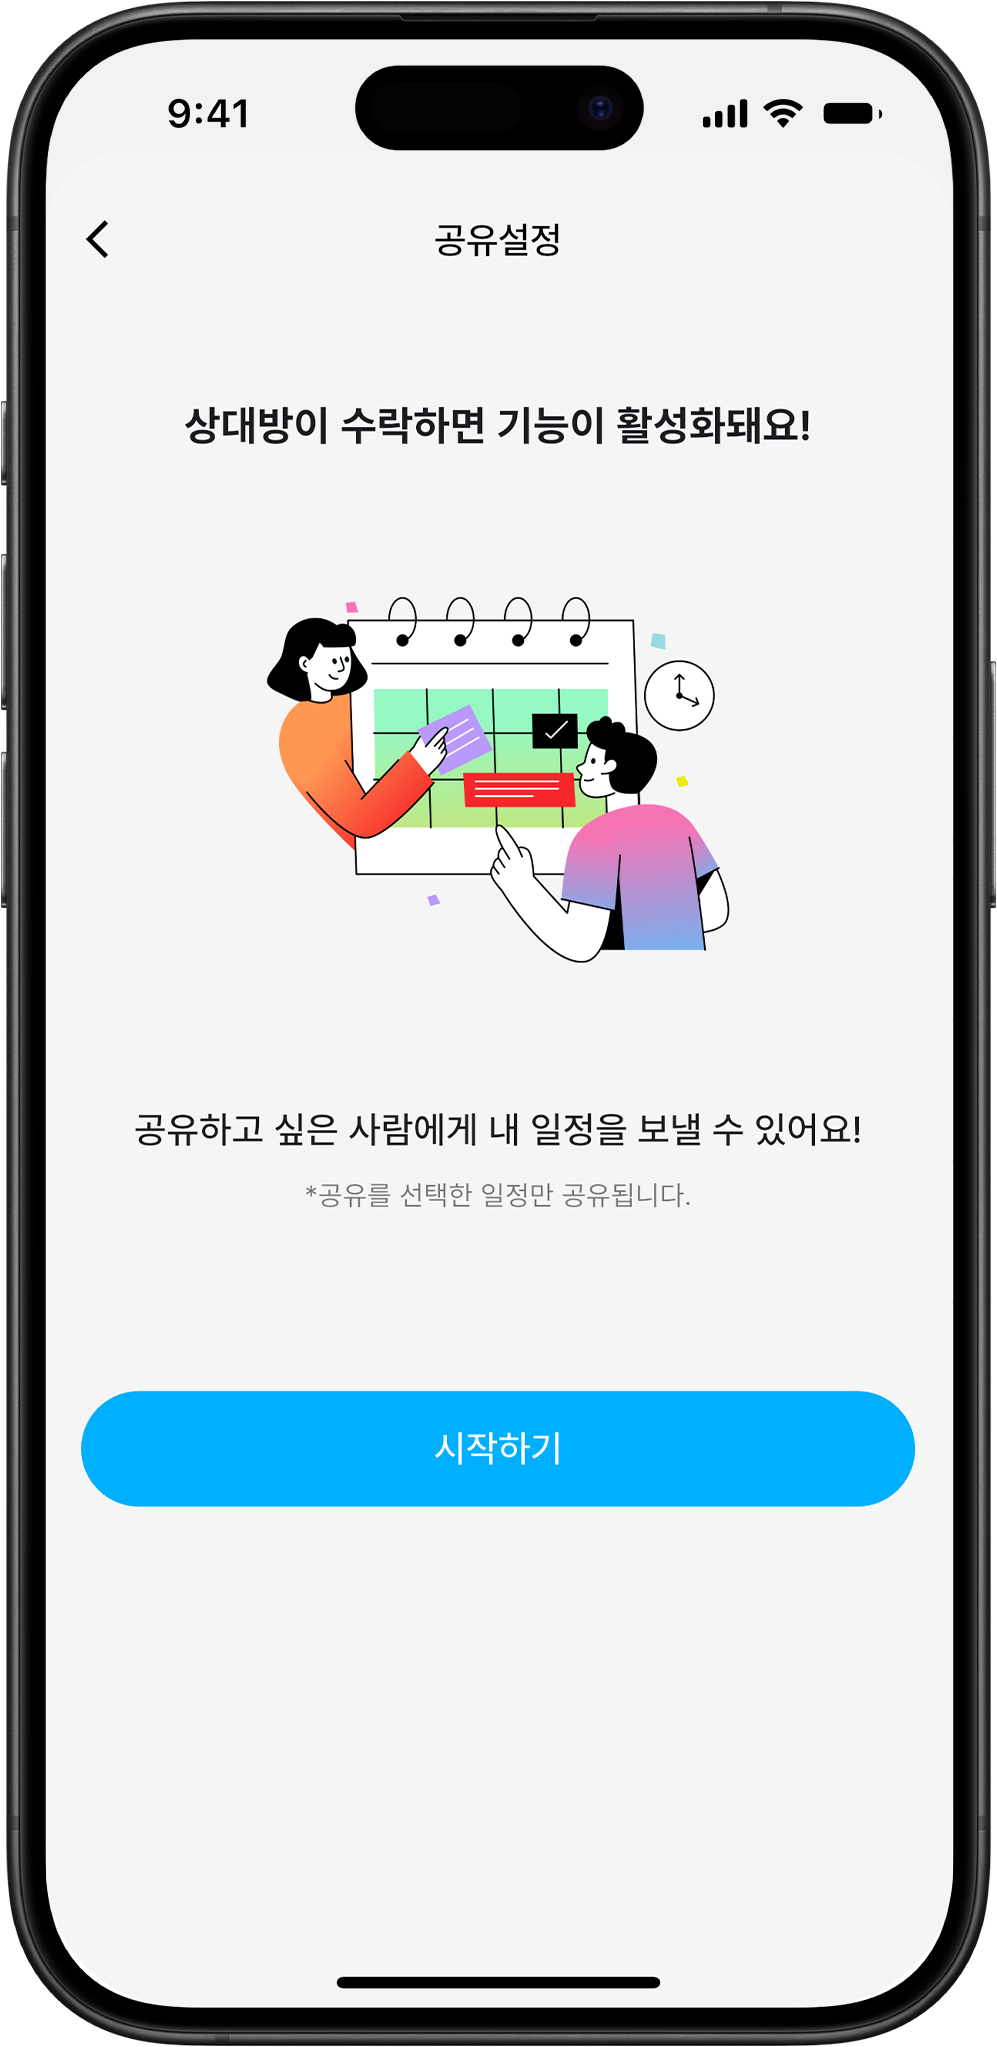 9:41
공유설정
상대방이 수락하면 기능이 활성화돼요!
공유하고 싶은 사람에게 내 일정을 보낼 수 있어요!
*공유를 선택한 일정만 공유됩니다.
시작하기